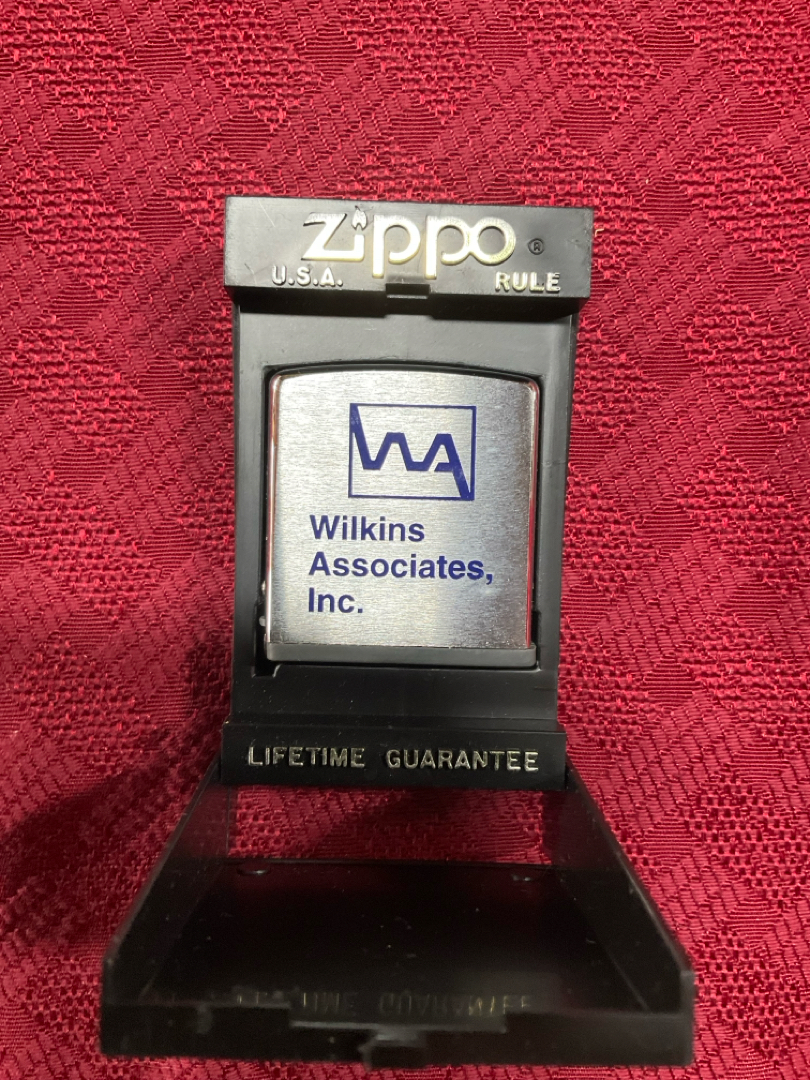 Zippo®
U.S.A. RULE
WA
Wilkins
Associates,
Inc.
LIFETIME GUARANTEE